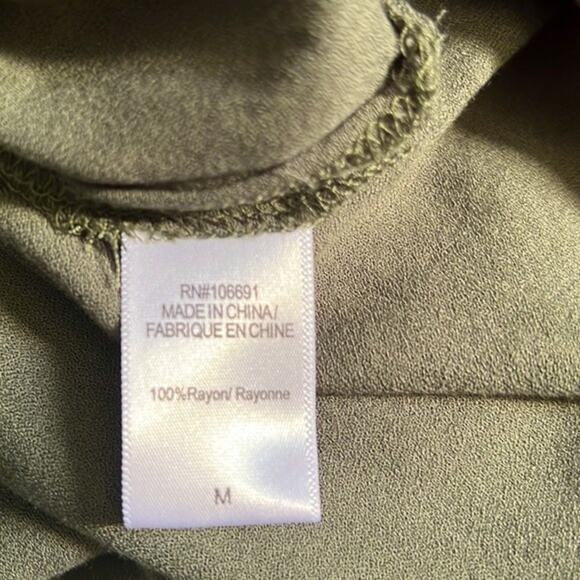 RN#106691
MADE IN CHINA/
FABRIQUE EN CHINE
100%Rayon/ Rayonne
M